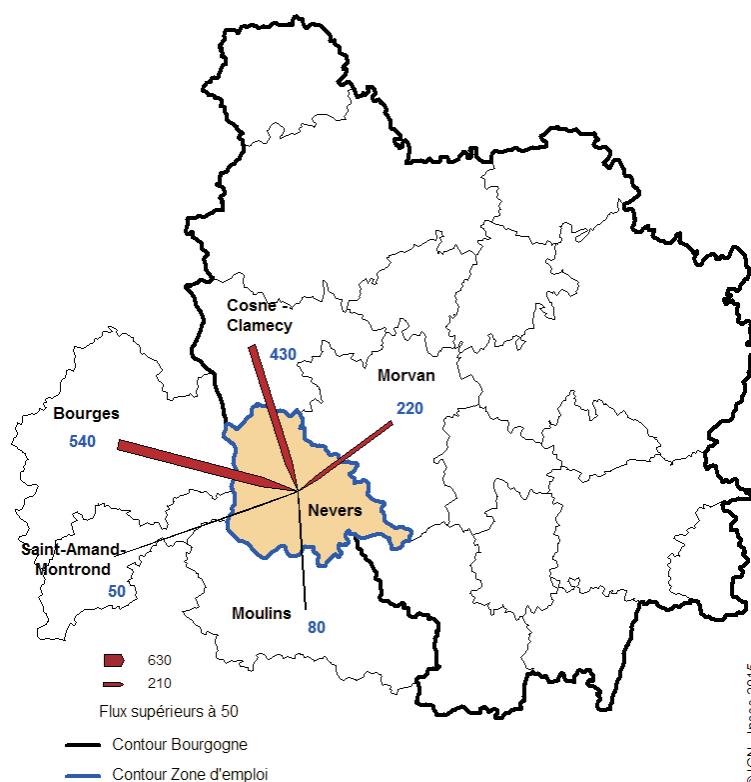 Cosne -
Clamecy
430
Morvan
220
Bourges
540
Nevers
Saint-Amand-
Montrond
50
Moulins
80
630
210
Flux supérieurs à 50
Contour Bourgogne
Contour Zone d'emploi